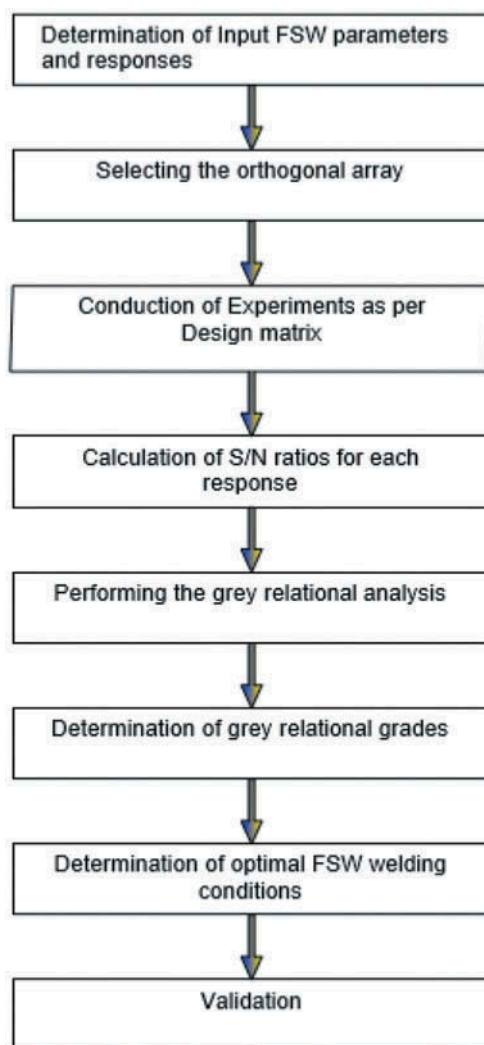 Determination of Input FSW parameters
and responses
Selecting the orthogonal array
Conduction of Experiments as per
Design matrix
Calculation of S/N ratios for each
response
Performing the grey relational analysis
Determination of grey relational grades
Determination of optimal FSW welding
conditions
Validation